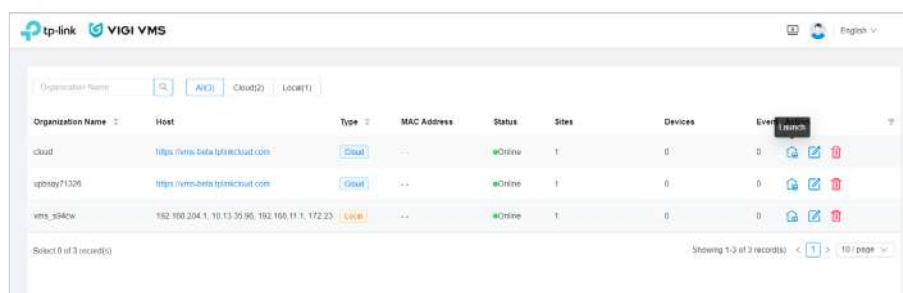 tp-link VIGI VMS English
Organization Name All(3) Cloud(2) Local(1)
Organization Name Host Type MAC Address Status Sites Devices Event Action
Launch
cloud https://vms-beta.tplinkcloud.com Cloud -- Online 1 0 0
https://vms-beta.tplinkcloud.com Cloud -- Online 1 0 0
192.168.204.1, 10.13.35.96, 192.168.11.1, 172.23 Local -- Online 1 0 0
Select 0 of 3 record(s) Showing 1-3 of 3 record(s) < 1 > 10 / page